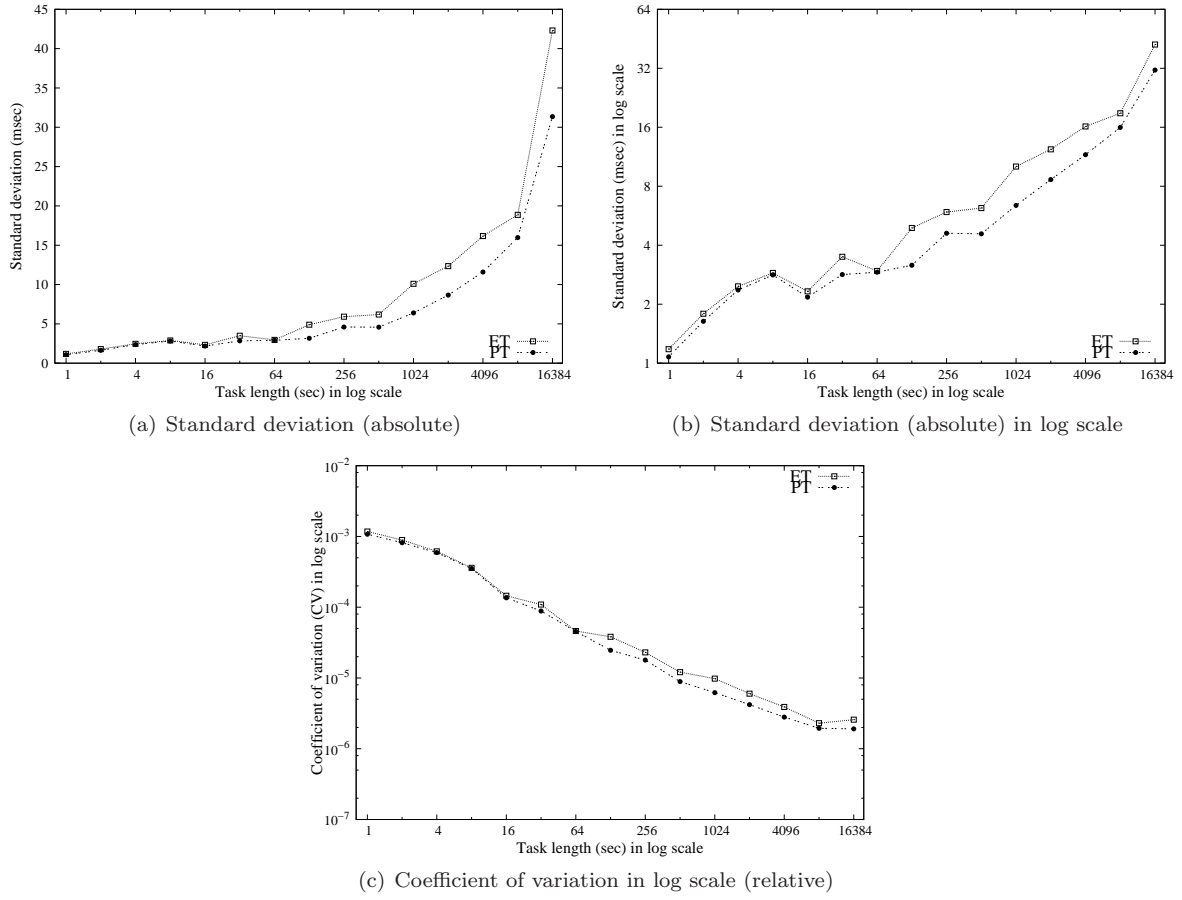 45
40
35
30
25
20
15
10
5
0
Standard deviation (msec)
ET
PT
1 4 16 64 256 1024 4096 16384
Task length (sec) in log scale
(a) Standard deviation (absolute)
64
32
16
8
4
2
1
Standard deviation (msec) in log scale
ET
PT
1 4 16 64 256 1024 4096 16384
Task length (sec) in log scale
(b) Standard deviation (absolute) in log scale
10⁻²
10⁻³
10⁻⁴
10⁻⁵
10⁻⁶
10⁻⁷
Coefficient of variation (CV) in log scale
ET
PT
1 4 16 64 256 1024 4096 16384
Task length (sec) in log scale
(c) Coefficient of variation in log scale (relative)